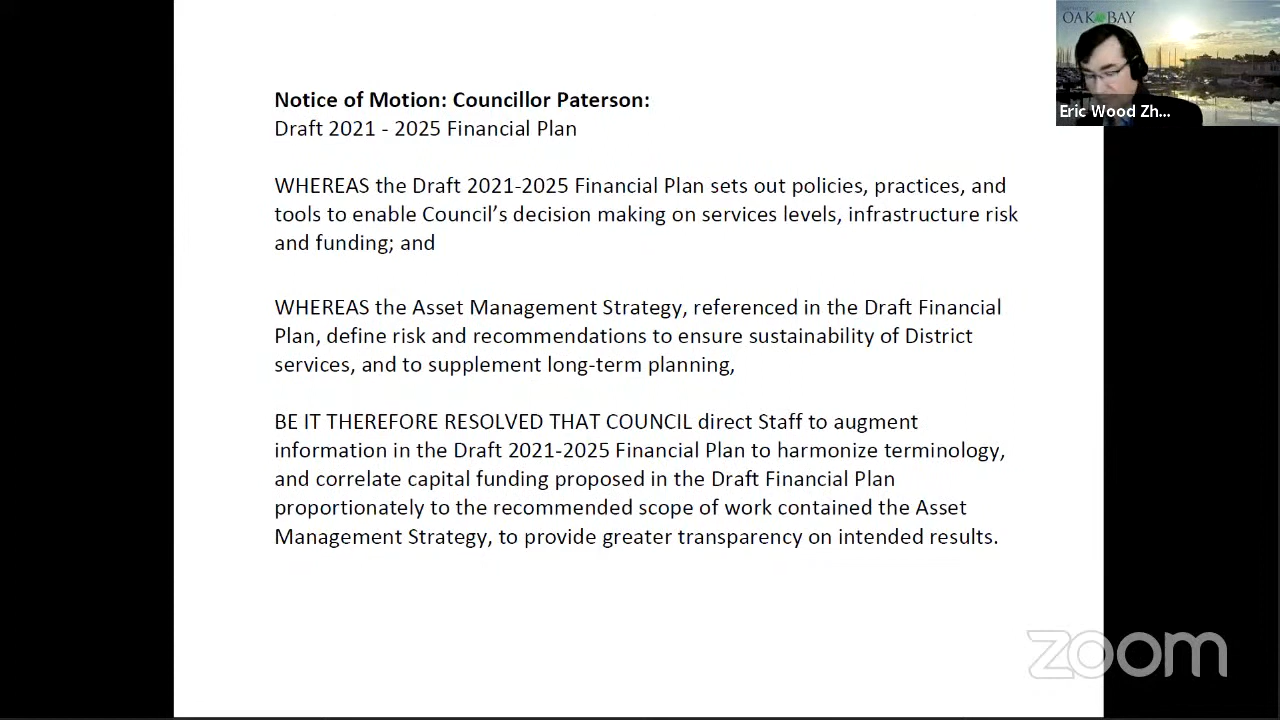 OAK BAY
Eric Wood Zh...
Notice of Motion: Councillor Paterson:
Draft 2021 - 2025 Financial Plan
WHEREAS the Draft 2021-2025 Financial Plan sets out policies, practices, and
tools to enable Council’s decision making on services levels, infrastructure risk
and funding; and
WHEREAS the Asset Management Strategy, referenced in the Draft Financial
Plan, define risk and recommendations to ensure sustainability of District
services, and to supplement long-term planning,
BE IT THEREFORE RESOLVED THAT COUNCIL direct Staff to augment
information in the Draft 2021-2025 Financial Plan to harmonize terminology,
and correlate capital funding proposed in the Draft Financial Plan
proportionately to the recommended scope of work contained the Asset
Management Strategy, to provide greater transparency on intended results.
zoom